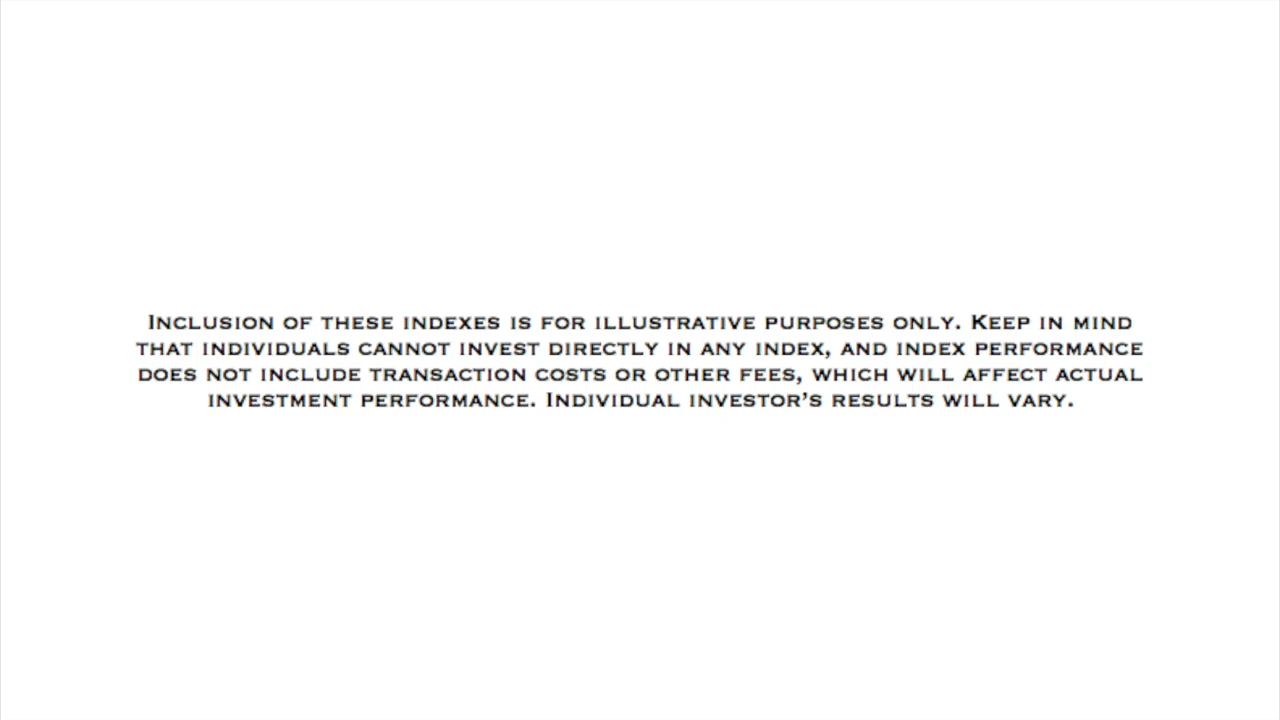 Inclusion of these indexes is for illustrative purposes only. Keep in mind
that individuals cannot invest directly in any index, and index performance
does not include transaction costs or other fees, which will affect actual
investment performance. Individual investor’s results will vary.